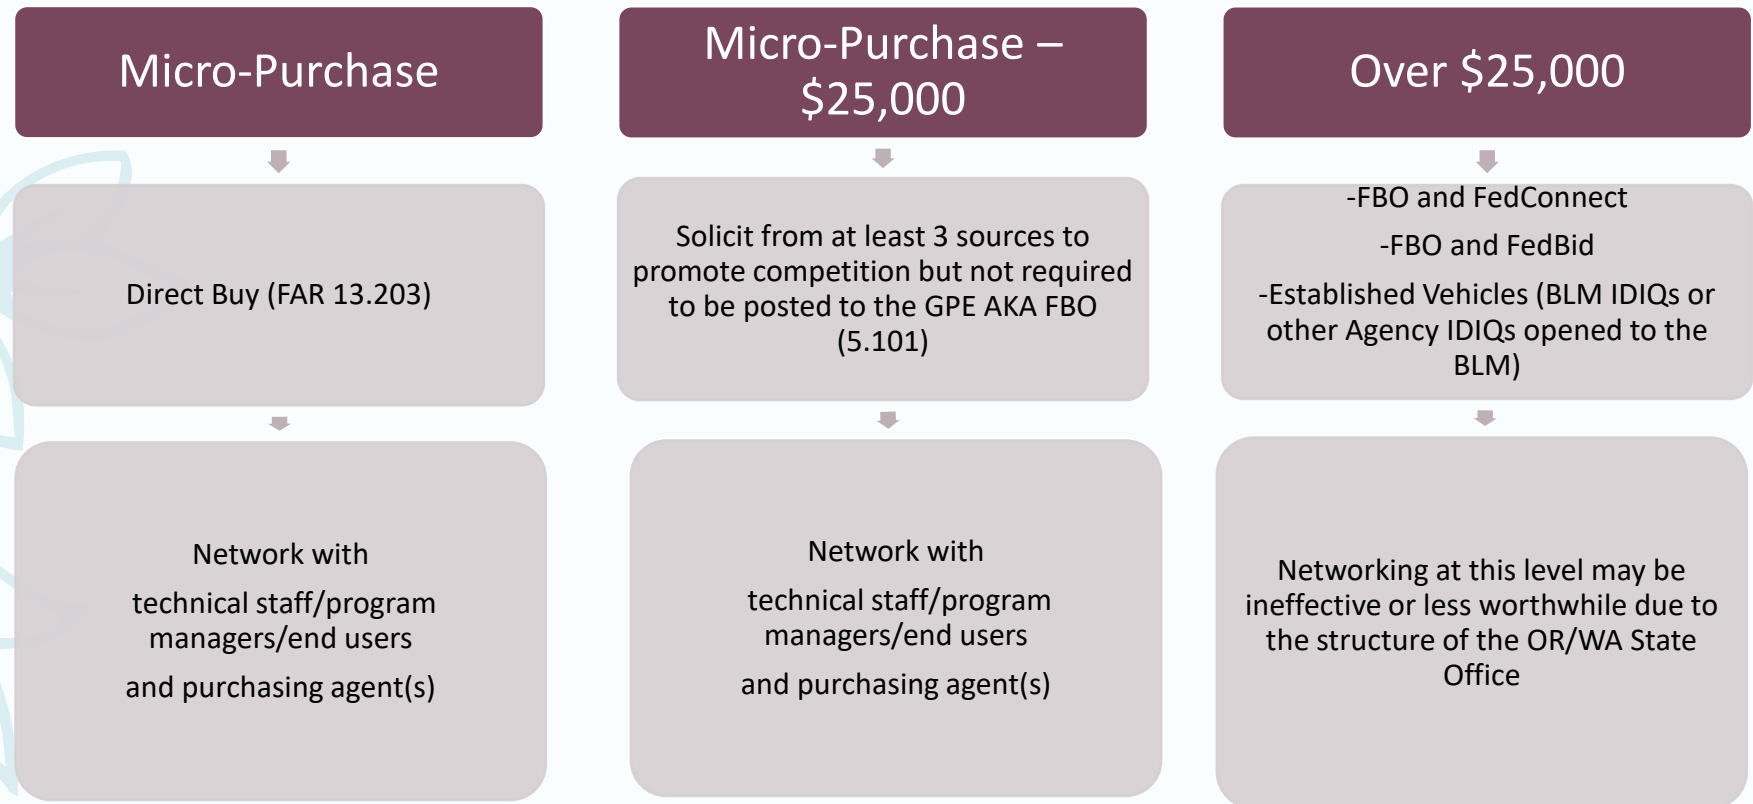 Micro-Purchase
Direct Buy (FAR 13.203)
Network with
technical staff/program
managers/end users
and purchasing agent(s)
Micro-Purchase –
$25,000
Solicit from at least 3 sources to
promote competition but not required
to be posted to the GPE AKA FBO
(5.101)
Network with
technical staff/program
managers/end users
and purchasing agent(s)
Over $25,000
-FBO and FedConnect
-FBO and FedBid
-Established Vehicles (BLM IDIQs or
other Agency IDIQs opened to the
BLM)
Networking at this level may be
ineffective or less worthwhile due to
the structure of the OR/WA State
Office